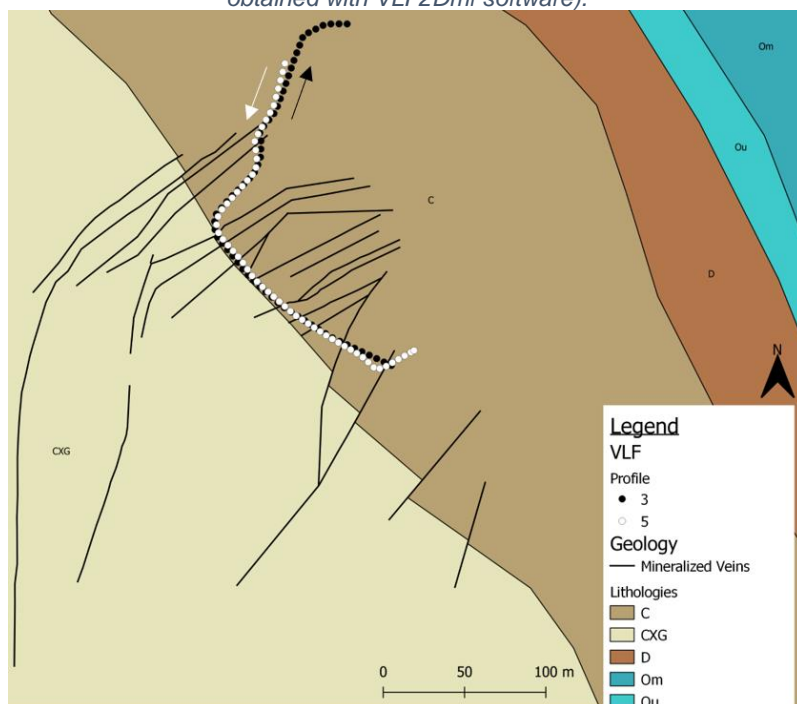 obtained with VLF2Dmf software).
Om
Ou
C
D
N
CXG
Legend
VLF
Profile
3
5
Geology
Mineralized Veins
Lithologies
C
CXG
D
Om
Ou
0 50 100 m